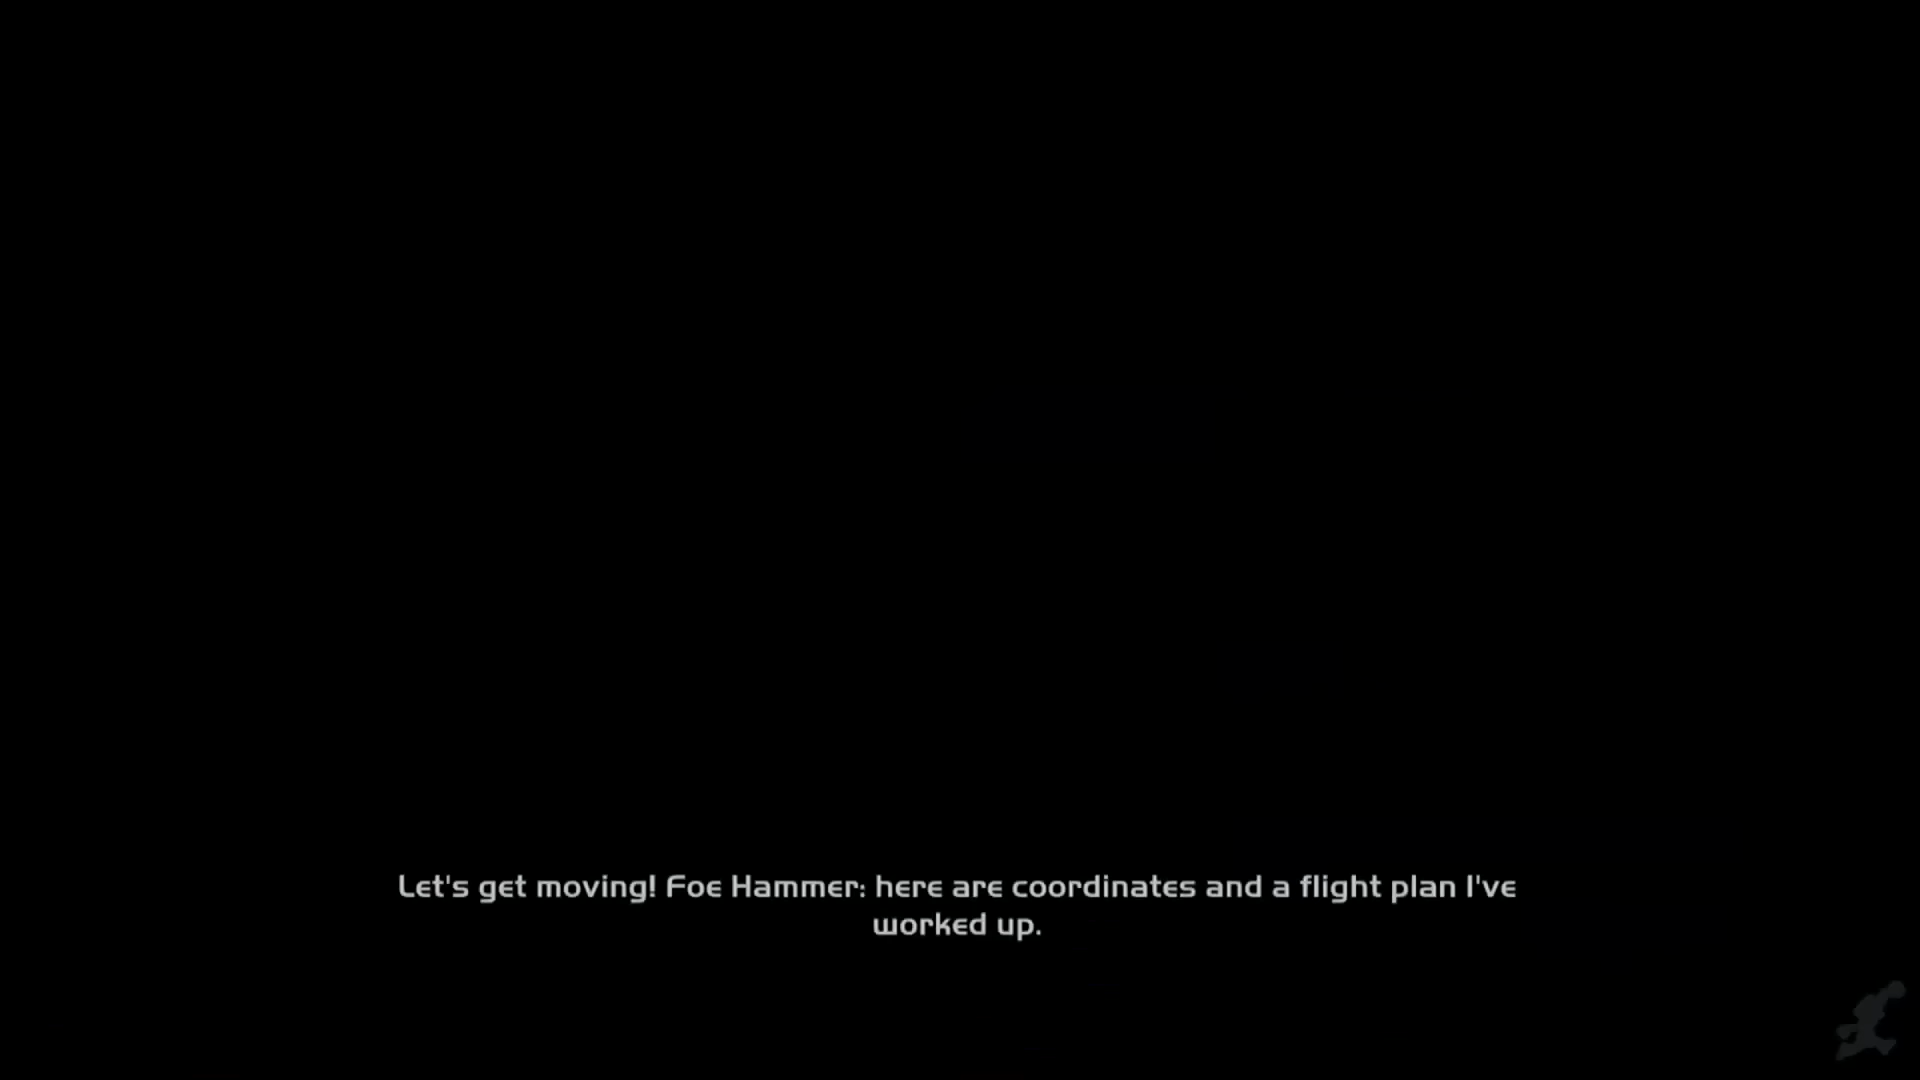 Let's get moving! Foe Hammer: here are coordinates and a flight plan I've
worked up.